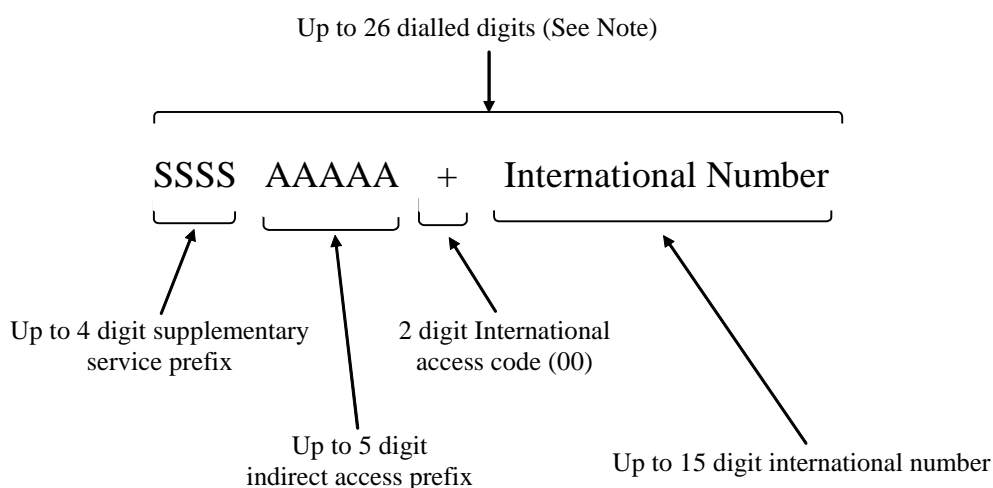 Up to 26 dialled digits (See Note)
SSSS AAAAA + International Number
Up to 4 digit supplementary
service prefix
2 digit International
access code (00)
Up to 5 digit
indirect access prefix
Up to 15 digit international number